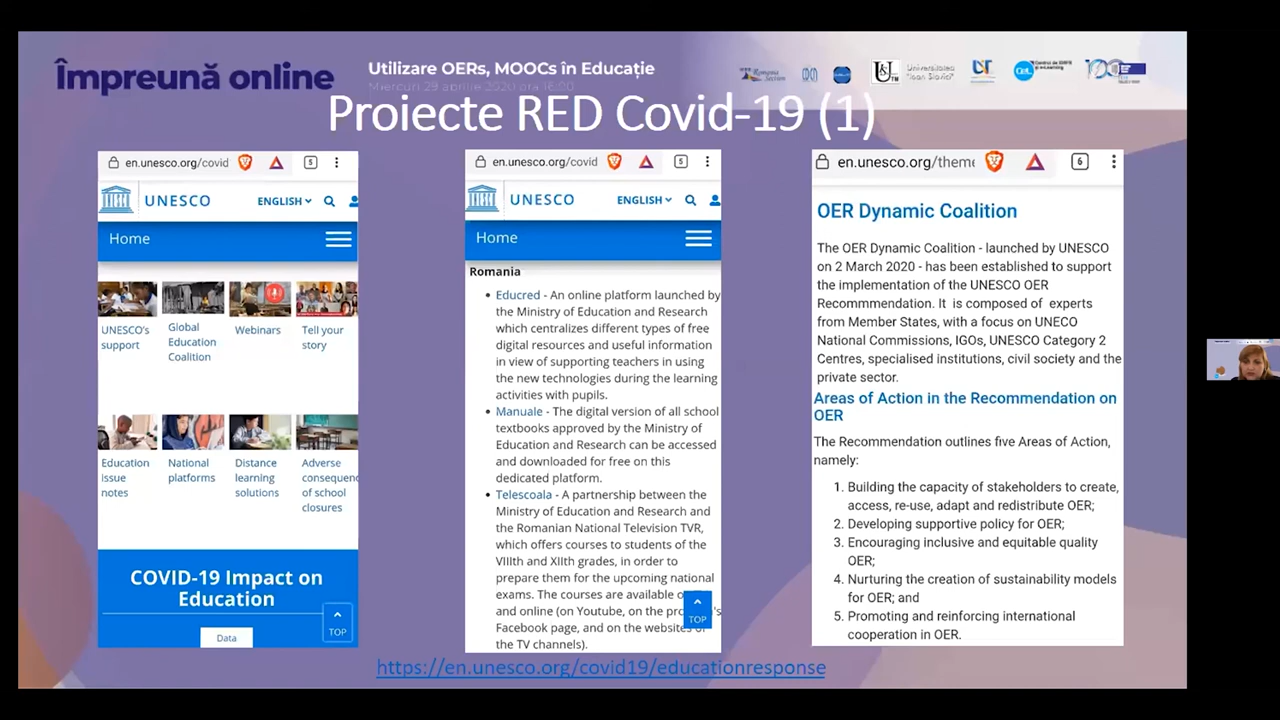 Împreună online
Utilizare OERs, MOOCs în Educație
Miercuri 29 aprilie 2020 ora 16:00
Universitatea
"Ioan Slavici"
Proiecte RED Covid-19 (1)
en.unesco.org/covid
5
UNESCO
ENGLISH
Home
UNESCO's
support
Global
Education
Coalition
Webinars
Tell your
story
Education
issue
notes
National
platforms
Distance
learning
solutions
Adverse
consequenc
of school
closures
COVID-19 Impact on
Education
Data
TOP
en.unesco.org/covid
5
UNESCO
ENGLISH
Home
Romania
• Educred - An online platform launched by
the Ministry of Education and Research
which centralizes different types of free
digital resources and useful information
in view of supporting teachers in using
the new technologies during the learning
activities with pupils.
• Manuale - The digital version of all school
textbooks approved by the Ministry of
Education and Research can be accessed
and downloaded for free on this
dedicated platform.
• Telescoala - A partnership between the
Ministry of Education and Research and
the Romanian National Television TVR,
which offers courses to students of the
VIIIth and XIIth grades, in order to
prepare them for the upcoming national
exams. The courses are available
and online (on Youtube, on the
Facebook page, and on the websites of
the TV channels).
TOP
en.unesco.org/theme
6
OER Dynamic Coalition
The OER Dynamic Coalition - launched by UNESCO
on 2 March 2020 - has been established to support
the implementation of the UNESCO OER
Recommmendation. It is composed of experts
from Member States, with a focus on UNECO
National Commissions, IGOs, UNESCO Category 2
Centres, specialised institutions, civil society and the
private sector.
Areas of Action in the Recommendation on
OER
The Recommendation outlines five Areas of Action,
namely:
1. Building the capacity of stakeholders to create,
access, re-use, adapt and redistribute OER;
2. Developing supportive policy for OER;
3. Encouraging inclusive and equitable quality
OER;
4. Nurturing the creation of sustainability models
for OER; and
5. Promoting and reinforcing international
cooperation in OER.
https://en.unesco.org/covid19/educationresponse